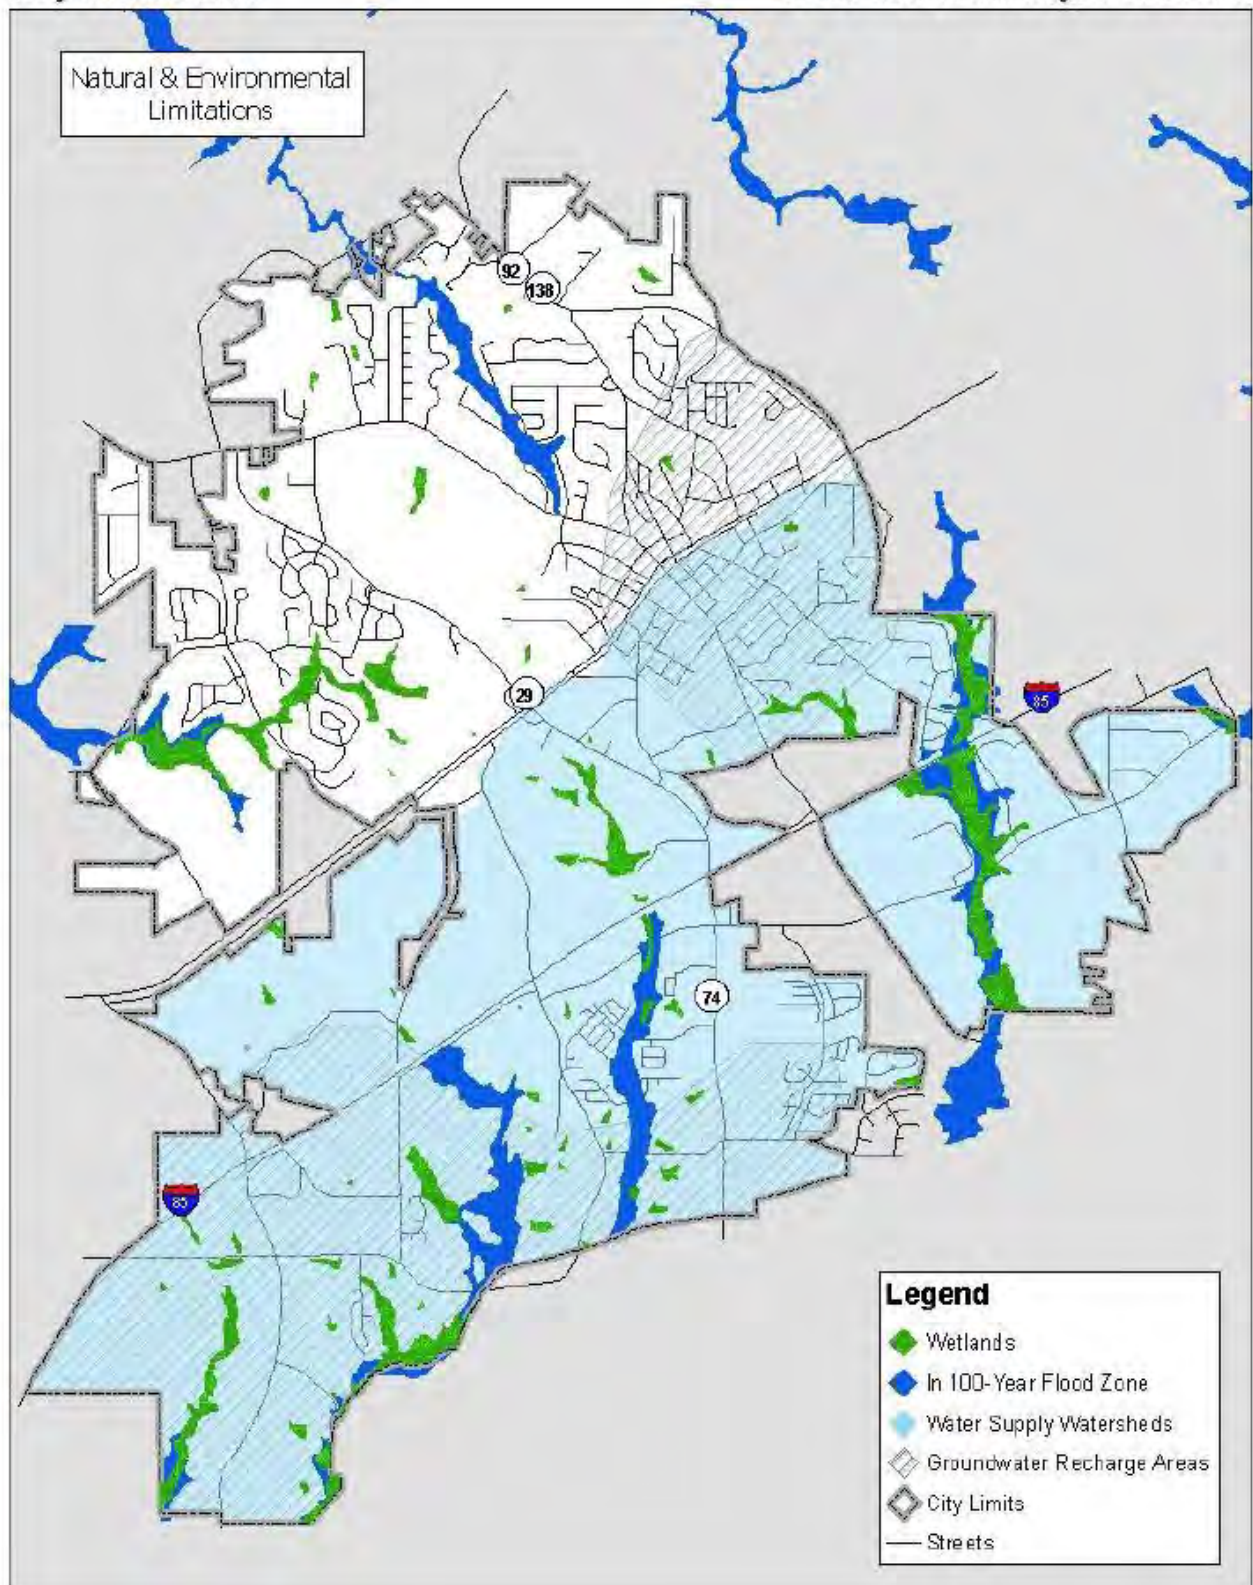 Natural & Environmental
Limitations
92
138
29
85
74
85
Legend
Wetlands
In 100-Year Flood Zone
Water Supply Watersheds
Groundwater Recharge Areas
City Limits
Streets